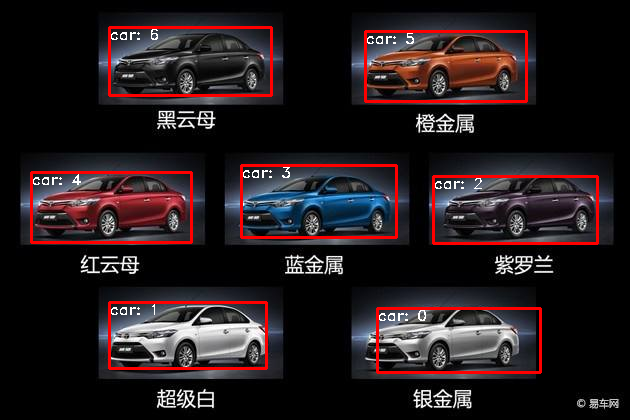 car: 6
car: 5
黑云母
橙金属
car: 4
car: 3
car: 2
红云母
蓝金属
紫罗兰
car: 1
car: 0
超级白
银金属
© 易车网